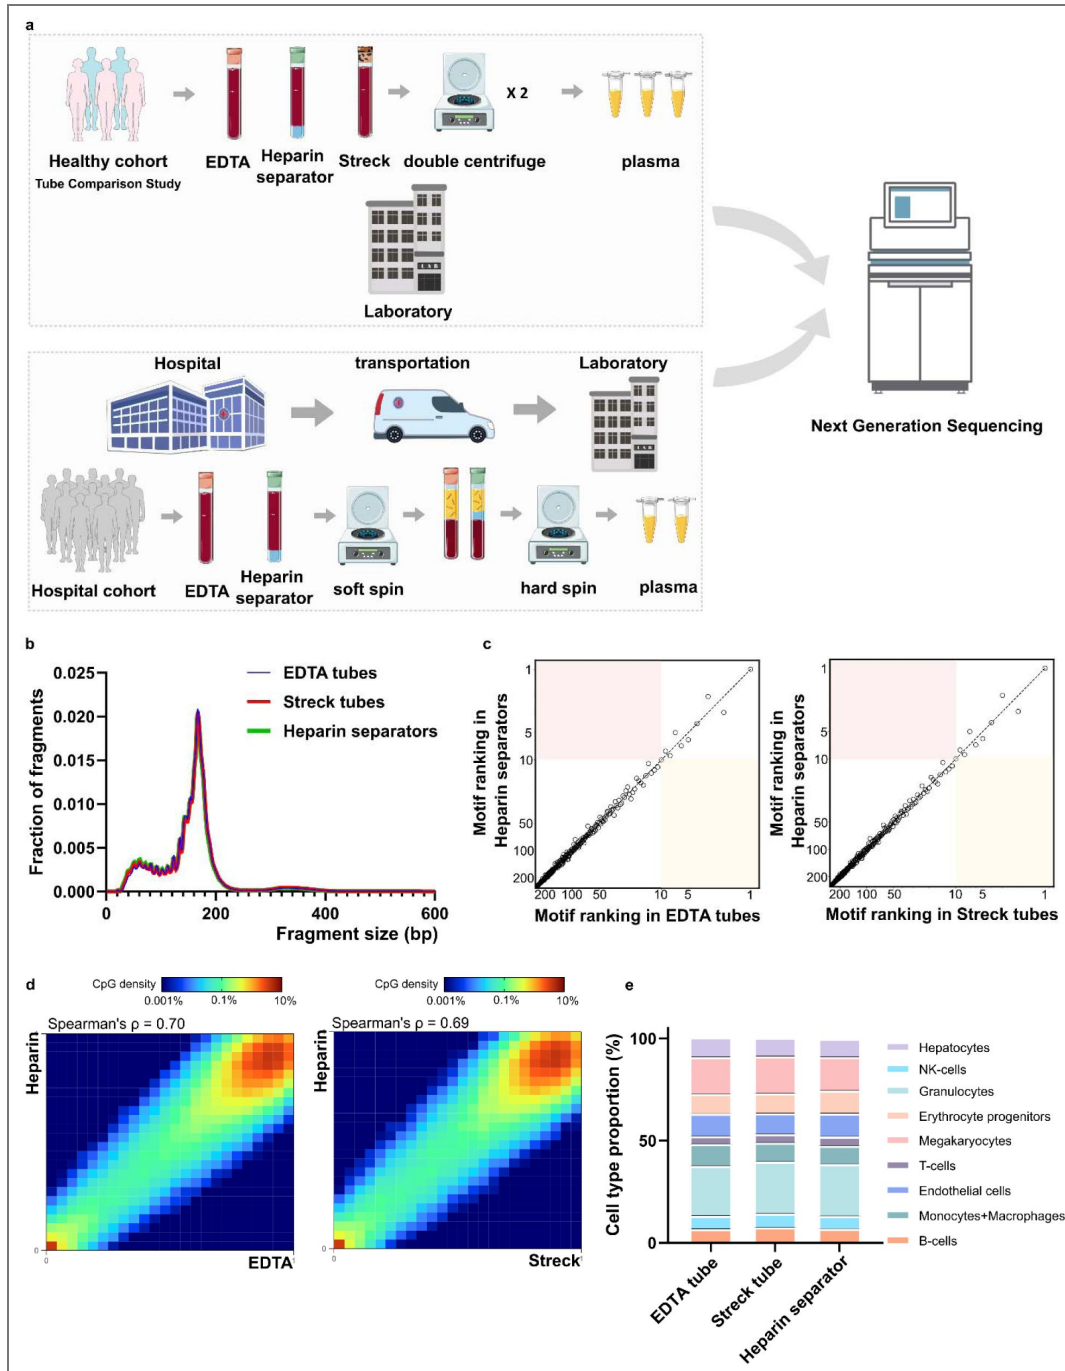 a
X 2
Healthy cohort
Tube Comparison Study
EDTA
Heparin
separator
Streck
double centrifuge
plasma
LAB
Laboratory
Next Generation Sequencing
Hospital
transportation
Laboratory
Hospital cohort
EDTA
Heparin
separator
soft spin
hard spin
plasma
b
Fraction of fragments
0.025
0.020
0.015
0.010
0.005
0.000
0
200
400
600
Fragment size (bp)
EDTA tubes
Streck tubes
Heparin separators
c
Motif ranking in
Heparin separators
1
5
10
50
100
200
200 100 50 10 5 1
Motif ranking in EDTA tubes
Motif ranking in
Heparin separators
1
5
10
50
100
200
200 100 50 10 5 1
Motif ranking in Streck tubes
d
CpG density
0.001% 0.1% 10%
Spearman's ρ = 0.70
Heparin
0
EDTA
1
CpG density
0.001% 0.1% 10%
Spearman's ρ = 0.69
Heparin
0
Streck
1
e
Cell type proportion (%)
100
50
0
EDTA tube
Streck tube
Heparin separator
Hepatocytes
NK-cells
Granulocytes
Erythrocyte progenitors
Megakaryocytes
T-cells
Endothelial cells
Monocytes+Macrophages
B-cells